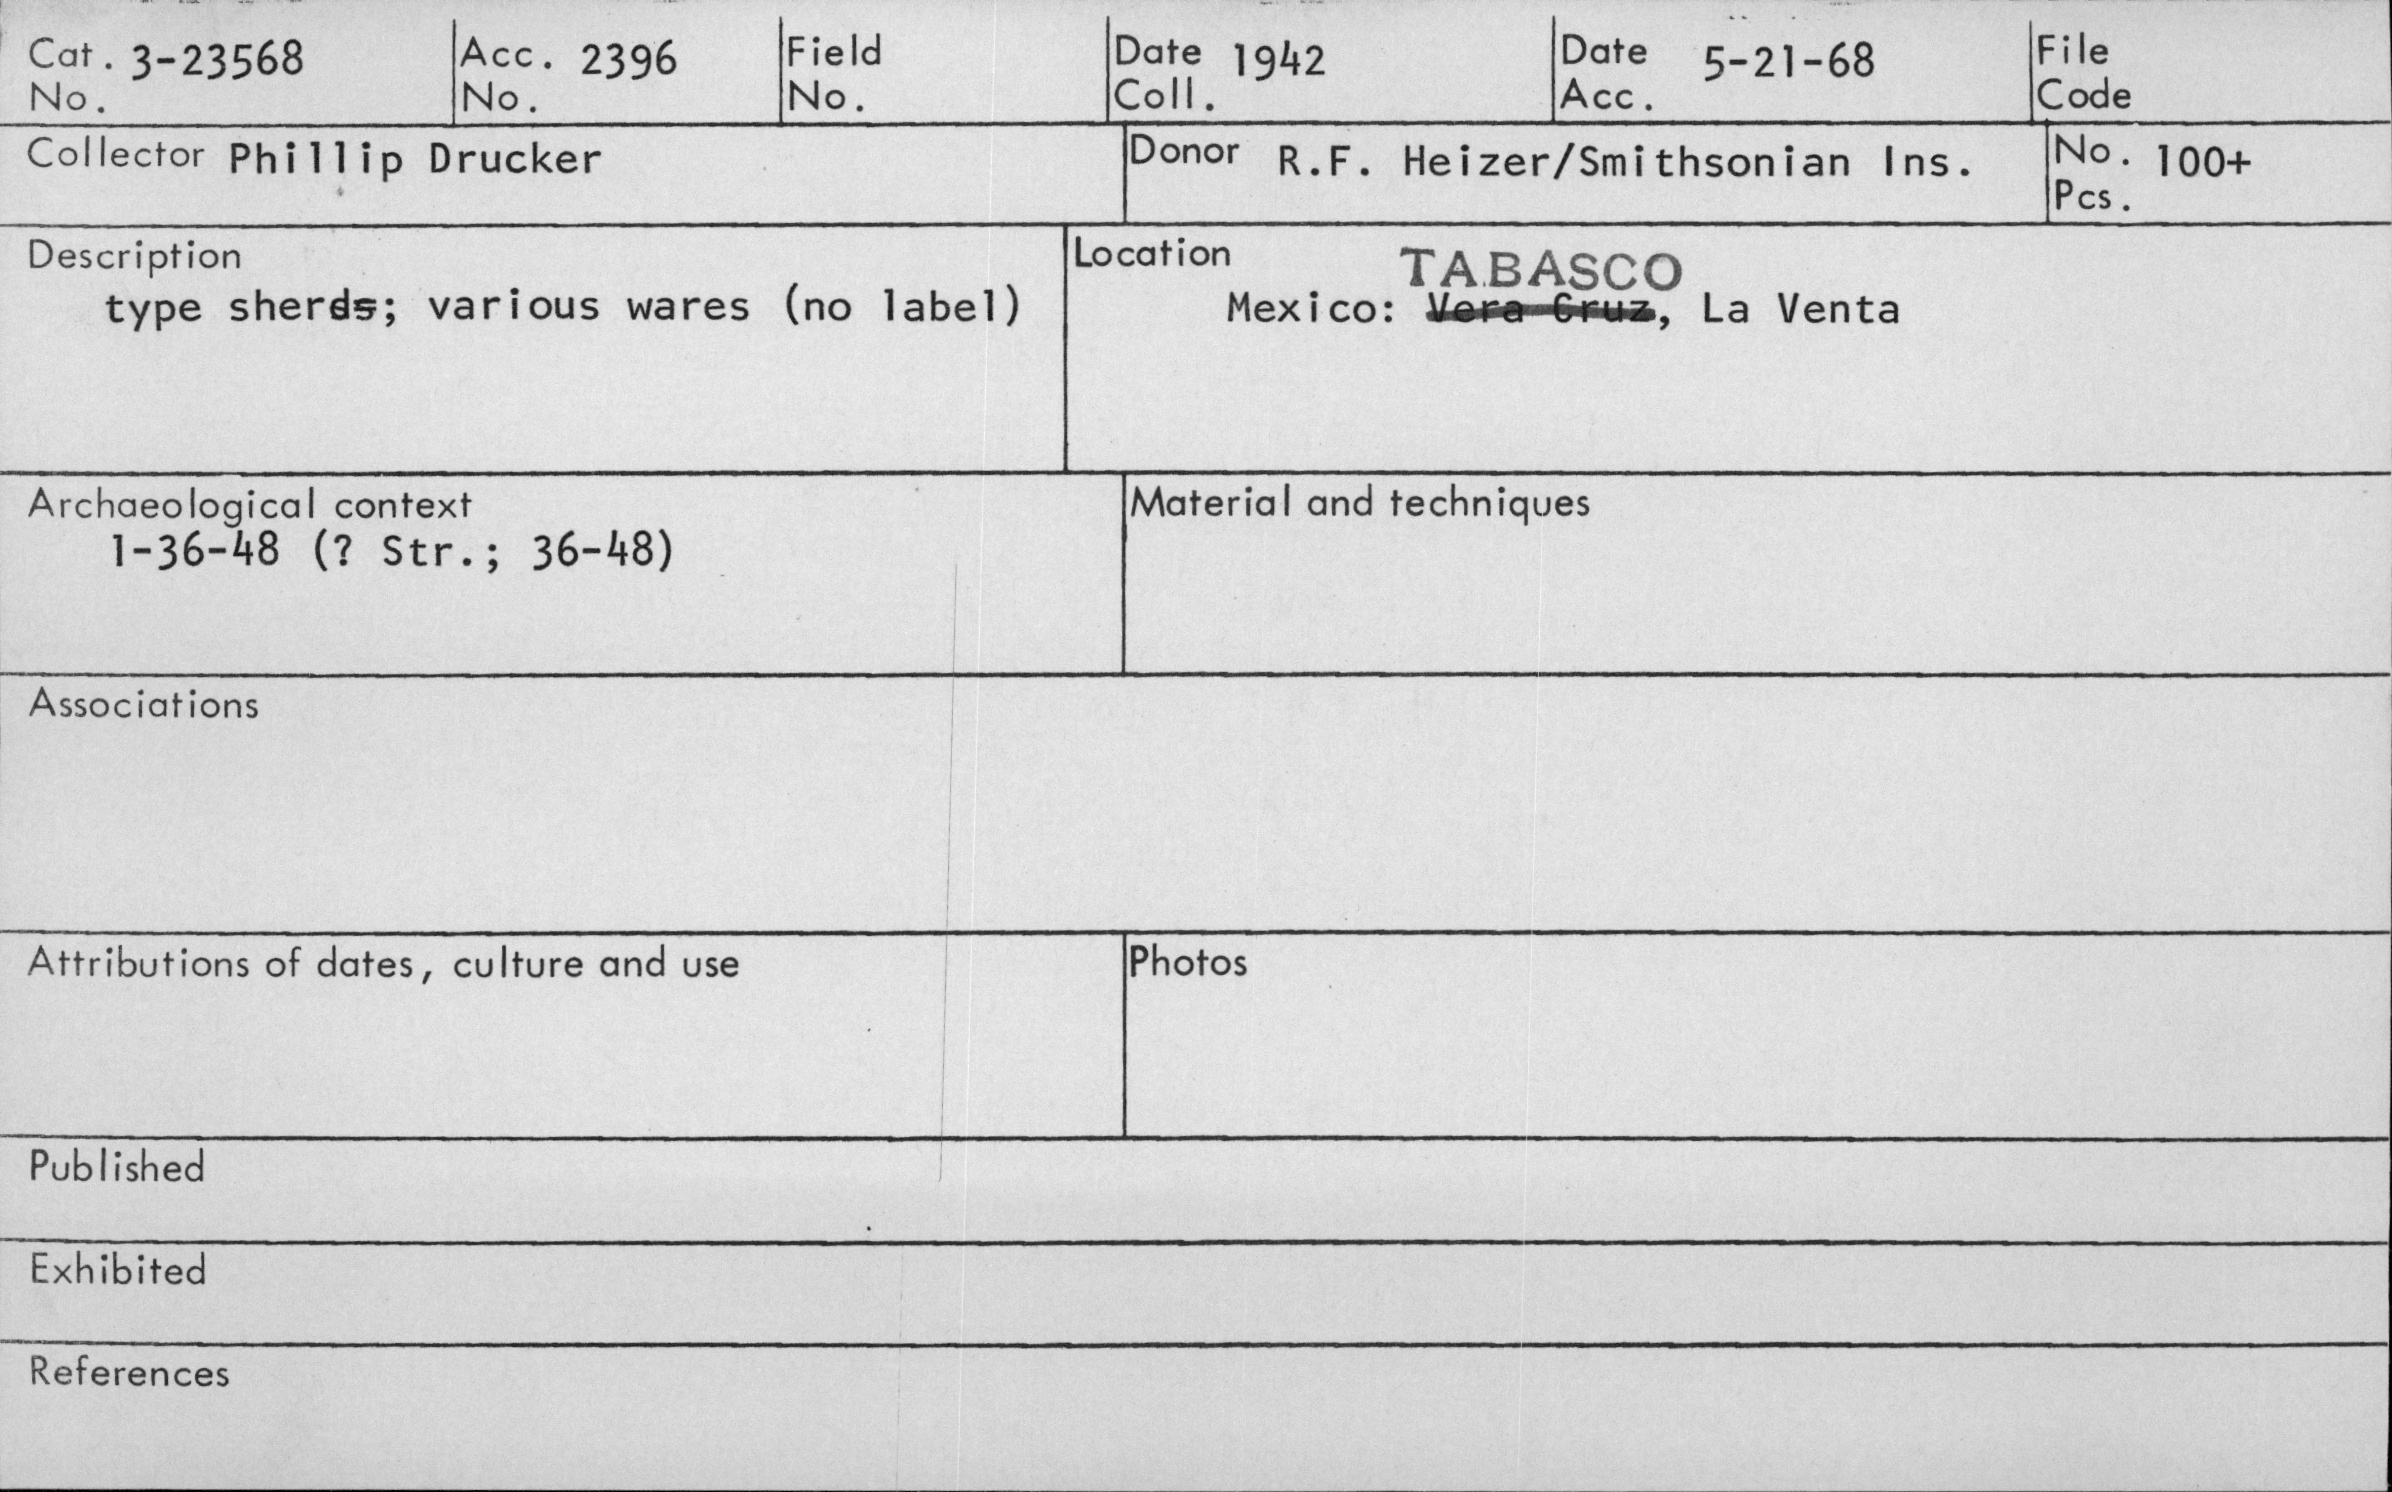 Cat. No. 3-23568
Acc. No. 2396
Field No.
Date Coll. 1942
Date Acc. 5-21-68
File Code
Collector Phillip Drucker
Donor R.F. Heizer/Smithsonian Ins.
No. Pcs. 100+
Description
type sherds; various wares (no label)
Location
TABASCO
Mexico: Vera Cruz, La Venta
Archaeological context
1-36-48 (? Str.; 36-48)
Material and techniques
Associations
Attributions of dates, culture and use
Photos
Published
Exhibited
References